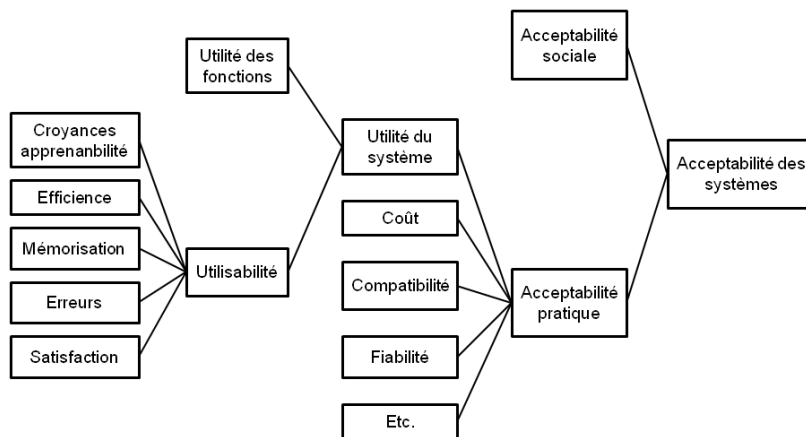 Acceptabilité
sociale
Utilité des
fonctions
Croyances
apprenanbilité
Utilité du
système
Acceptabilité des
systèmes
Efficience
Coût
Mémorisation
Utilisabilité
Compatibilité
Acceptabilité
pratique
Erreurs
Satisfaction
Fiabilité
Etc.